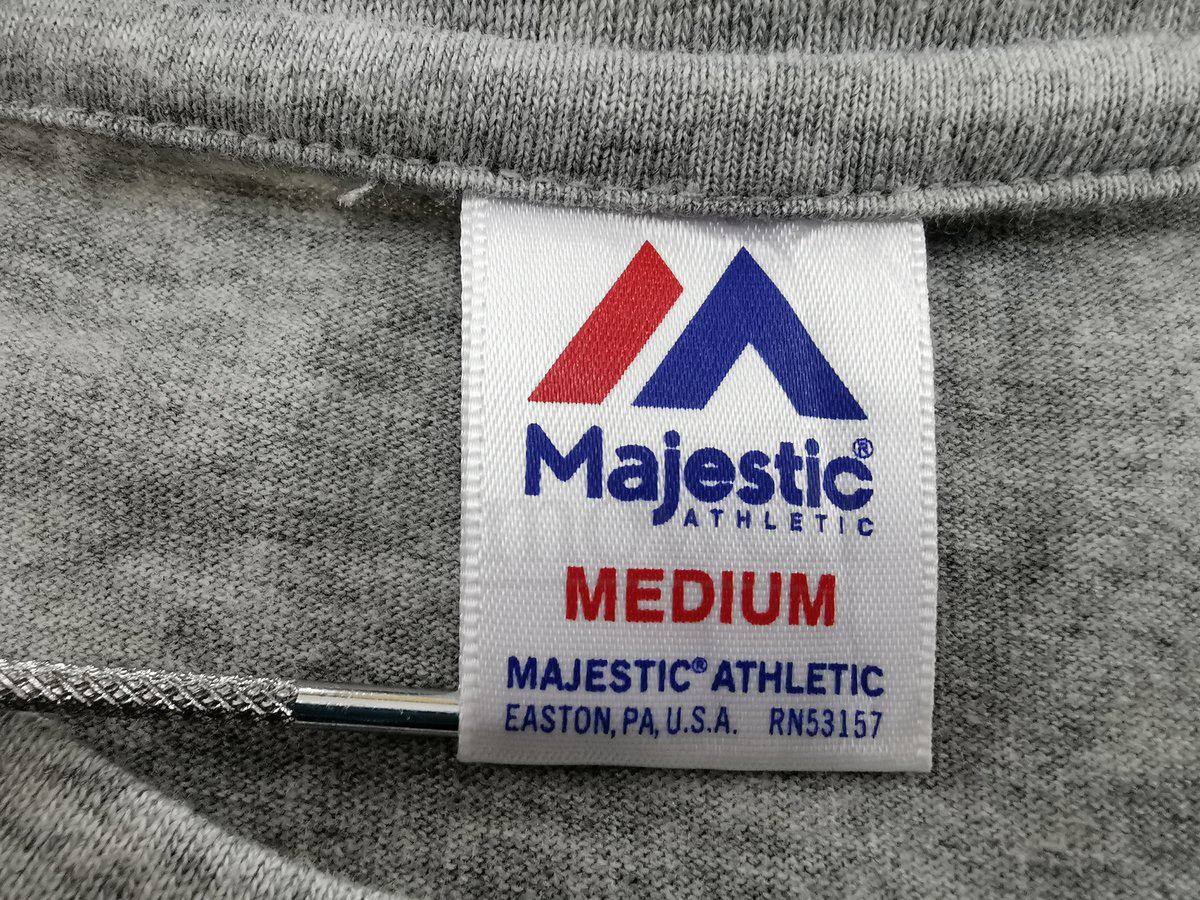 Majestic®
ATHLETIC
MEDIUM
MAJESTIC® ATHLETIC
EASTON, PA, U.S.A. RN53157